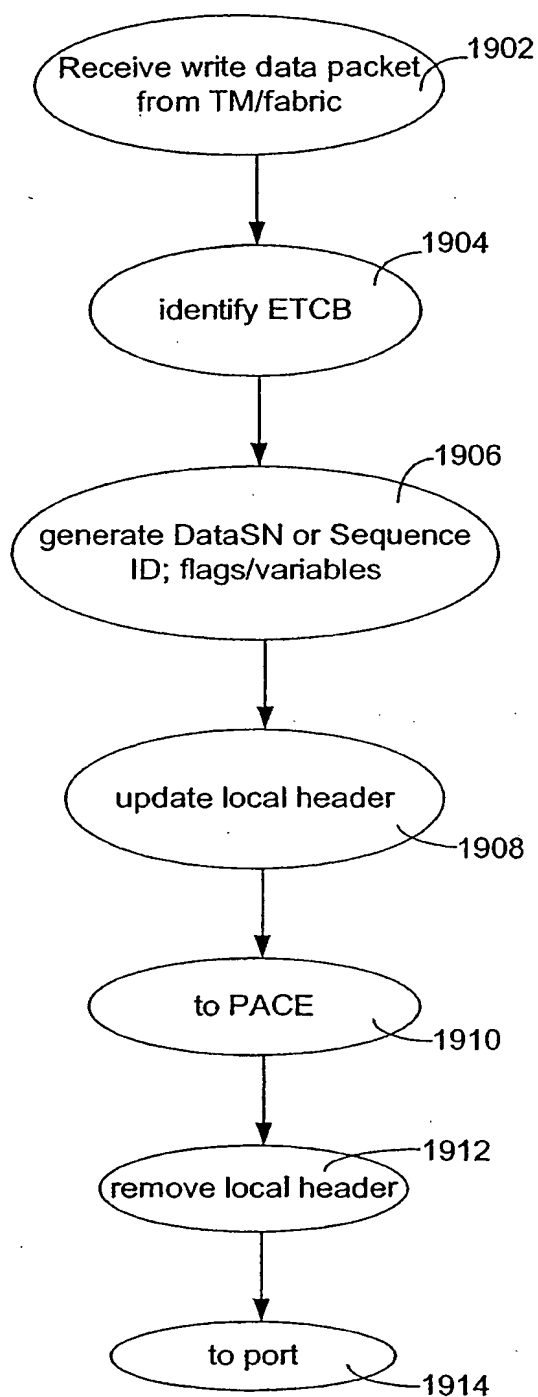 Receive write data packet
from TM/fabric
1902
1904
identify ETCB
1906
generate DataSN or Sequence
ID; flags/variables
update local header
1908
to PACE
1910
1912
remove local header
to port
1914